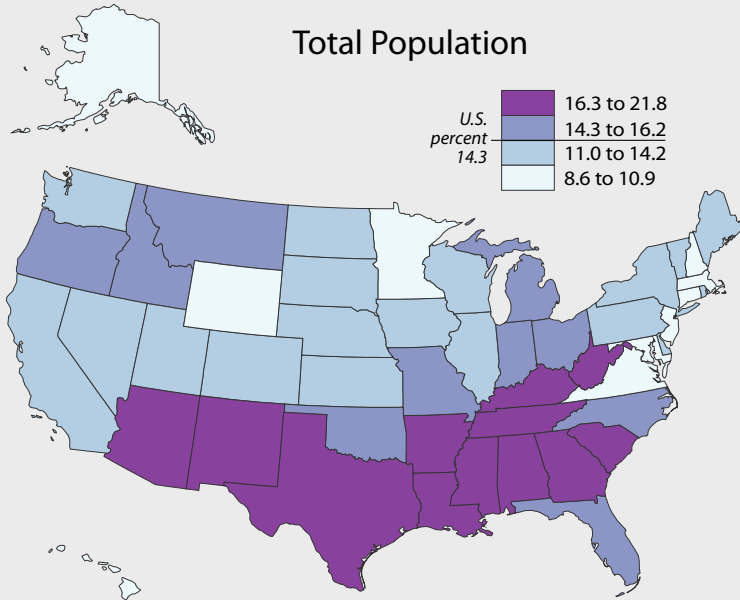 Total Population
U.S.
percent
14.3
16.3 to 21.8
14.3 to 16.2
11.0 to 14.2
8.6 to 10.9